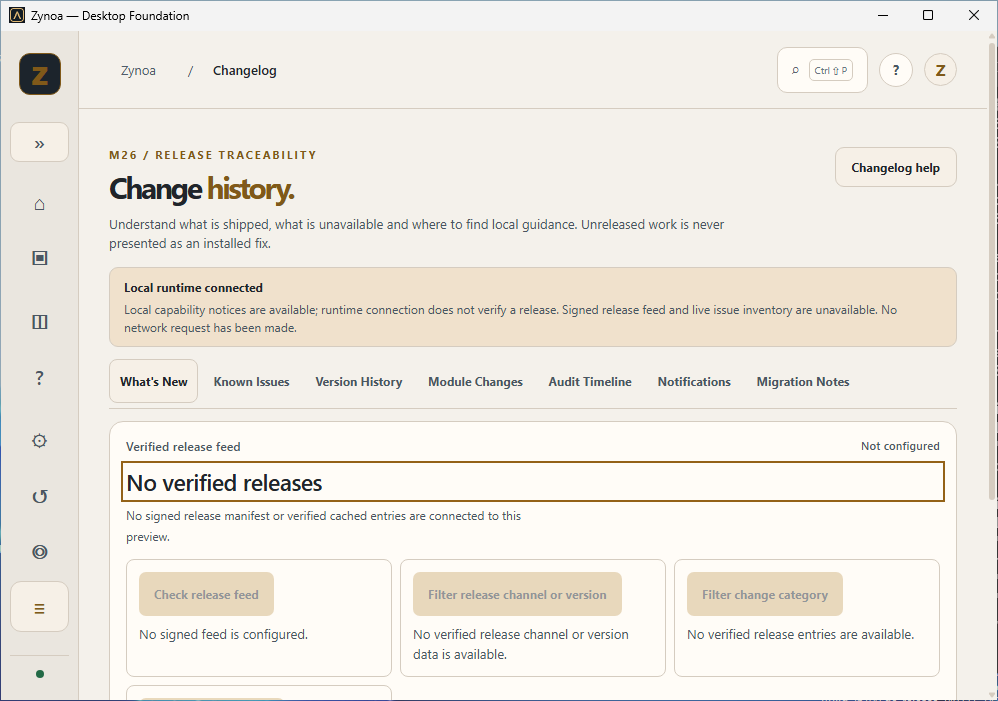 Zynoa — Desktop Foundation
Z
Zynoa / Changelog
Ctrl ⇧ P
?
Z
»
?
M26 / RELEASE TRACEABILITY
Change history.
Changelog help
Understand what is shipped, what is unavailable and where to find local guidance. Unreleased work is never
presented as an installed fix.
Local runtime connected
Local capability notices are available; runtime connection does not verify a release. Signed release feed and live issue inventory are unavailable. No
network request has been made.
What's New
Known Issues
Version History
Module Changes
Audit Timeline
Notifications
Migration Notes
Verified release feed
Not configured
No verified releases
No signed release manifest or verified cached entries are connected to this
preview.
Check release feed
No signed feed is configured.
Filter release channel or version
No verified release channel or version
data is available.
Filter change category
No verified release entries are available.